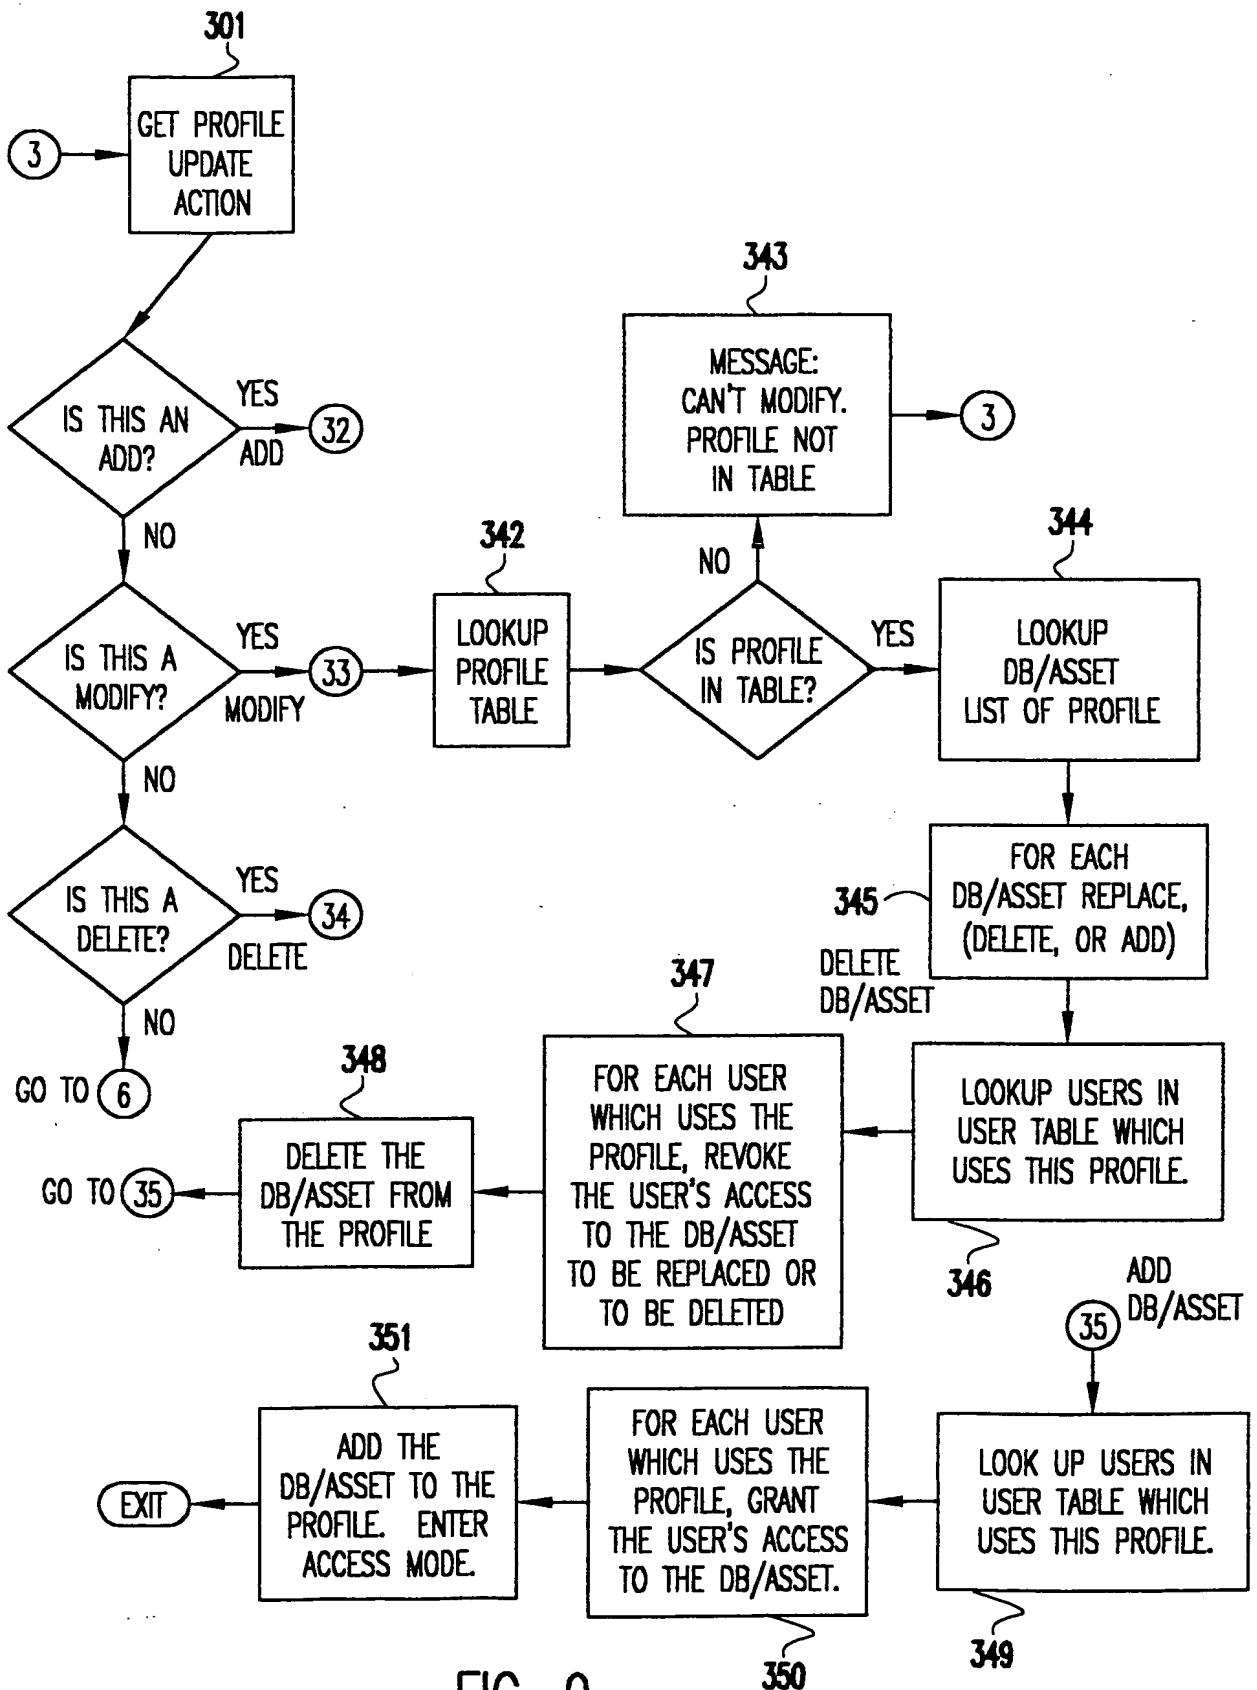 301
GET PROFILE
UPDATE
ACTION
3
IS THIS AN
ADD?
YES
ADD
32
NO
IS THIS A
MODIFY?
YES
MODIFY
33
342
LOOKUP
PROFILE
TABLE
IS PROFILE
IN TABLE?
NO
343
MESSAGE:
CAN'T MODIFY.
PROFILE NOT
IN TABLE
3
YES
344
LOOKUP
DB/ASSET
LIST OF PROFILE
NO
IS THIS A
DELETE?
YES
DELETE
34
NO
GO TO 6
345
FOR EACH
DB/ASSET REPLACE,
(DELETE, OR ADD)
DELETE
DB/ASSET
LOOKUP USERS IN
USER TABLE WHICH
USES THIS PROFILE.
346
347
FOR EACH USER
WHICH USES THE
PROFILE, REVOKE
THE USER'S ACCESS
TO THE DB/ASSET
TO BE REPLACED OR
TO BE DELETED
348
DELETE THE
DB/ASSET FROM
THE PROFILE
GO TO 35
ADD
DB/ASSET
35
LOOK UP USERS IN
USER TABLE WHICH
USES THIS PROFILE.
349
FOR EACH USER
WHICH USES THE
PROFILE, GRANT
THE USER'S ACCESS
TO THE DB/ASSET.
350
351
ADD THE
DB/ASSET TO THE
PROFILE. ENTER
ACCESS MODE.
EXIT
FIG.